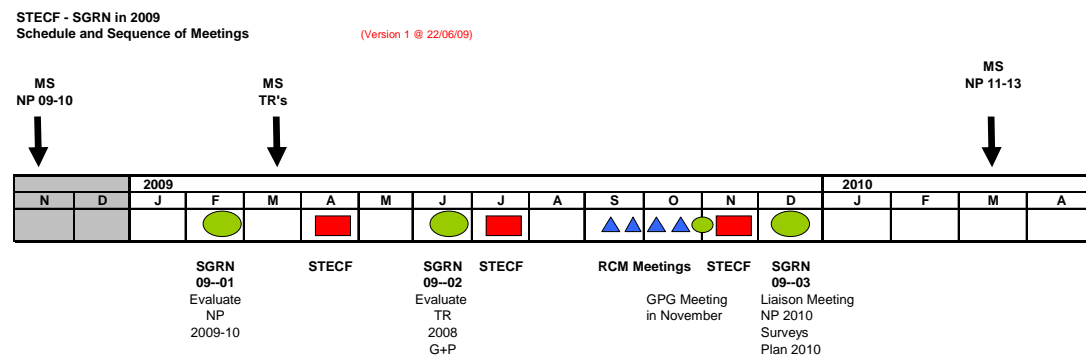 STECF - SGRN in 2009
Schedule and Sequence of Meetings (Version 1 @ 22/06/09)
MS
NP 09-10
MS
TR's
MS
NP 11-13
2009 2010
N D J F M A M J J A S O N D J F M A
SGRN
09--01
Evaluate
NP
2009-10
STECF
SGRN
09--02
Evaluate
TR
2008
G+P
STECF
RCM Meetings
GPG Meeting
in November
STECF
SGRN
09--03
Liaison Meeting
NP 2010
Surveys
Plan 2010